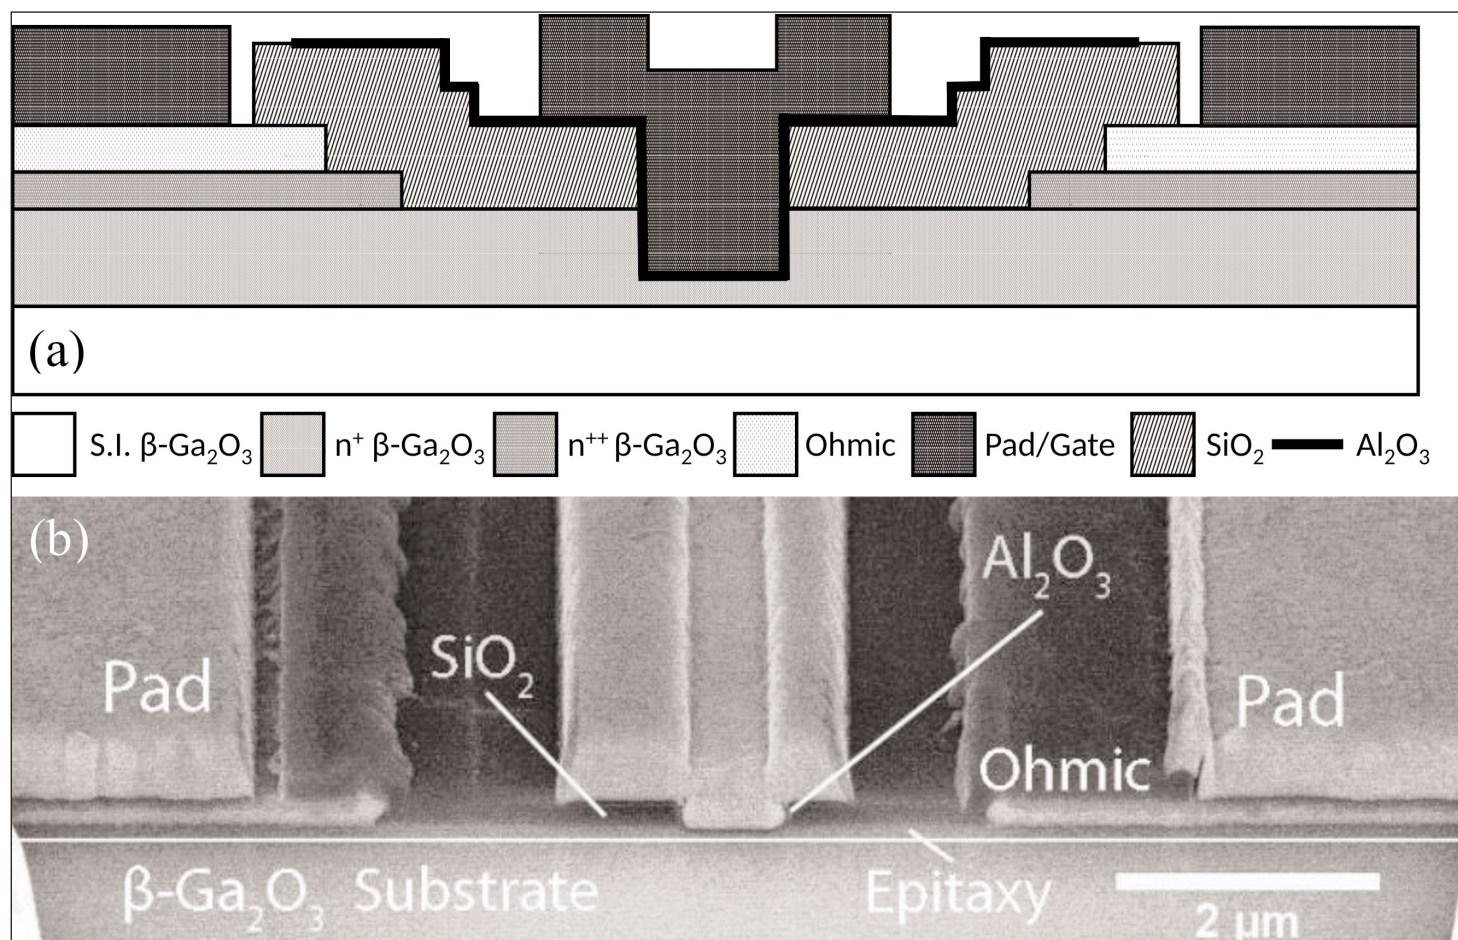 (a)
S.I. β-Ga₂O₃ n⁺ β-Ga₂O₃ n⁺⁺ β-Ga₂O₃ Ohmic Pad/Gate SiO₂ Al₂O₃
(b)
Al₂O₃
SiO₂
Pad
Pad
Ohmic
β-Ga₂O₃ Substrate
Epitaxy
2 μm